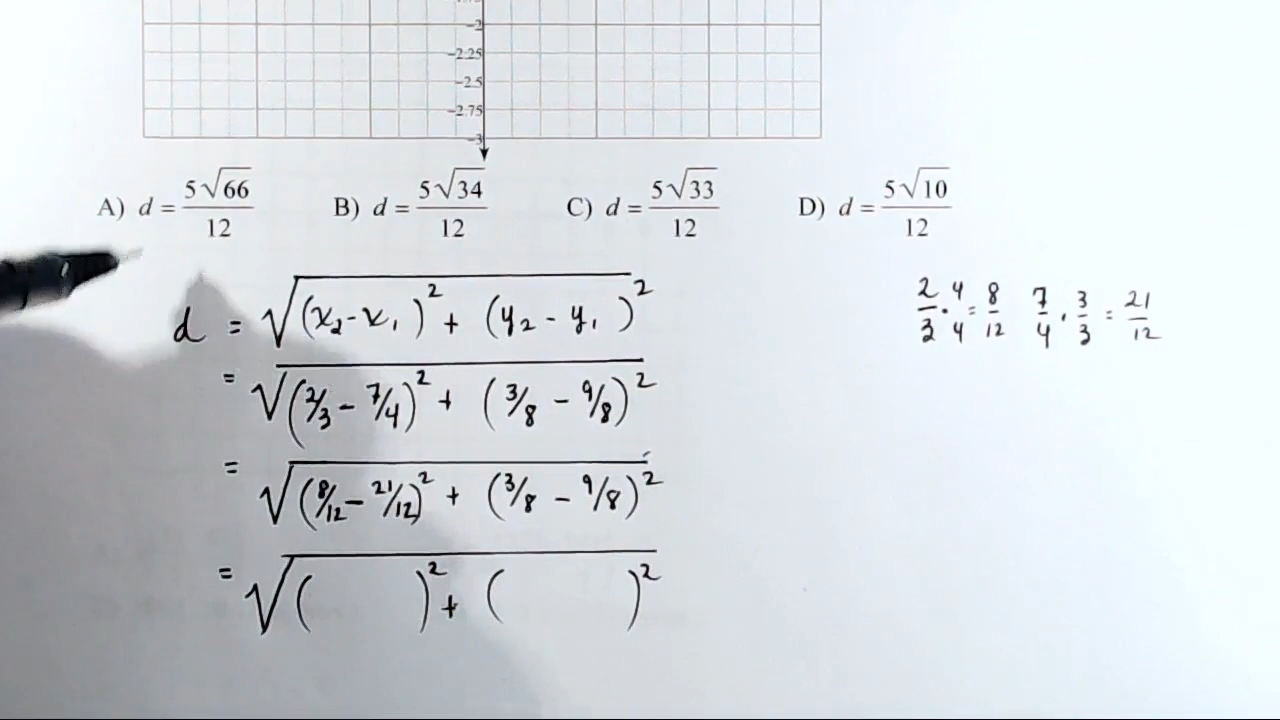 -2
-2.25
-2.5
-2.75
-3
A) d = 5√66/12 B) d = 5√34/12 C) d = 5√33/12 D) d = 5√10/12
d = √(x₂ - x₁)² + (y₂ - y₁)²
2/3 · 4/4 = 8/12 7/4 · 3/3 = 21/12
= √(2/3 - 7/4)² + (3/8 - 9/8)²
= √(8/12 - 21/12)² + (3/8 - 9/8)²
= √( )² + ( )²